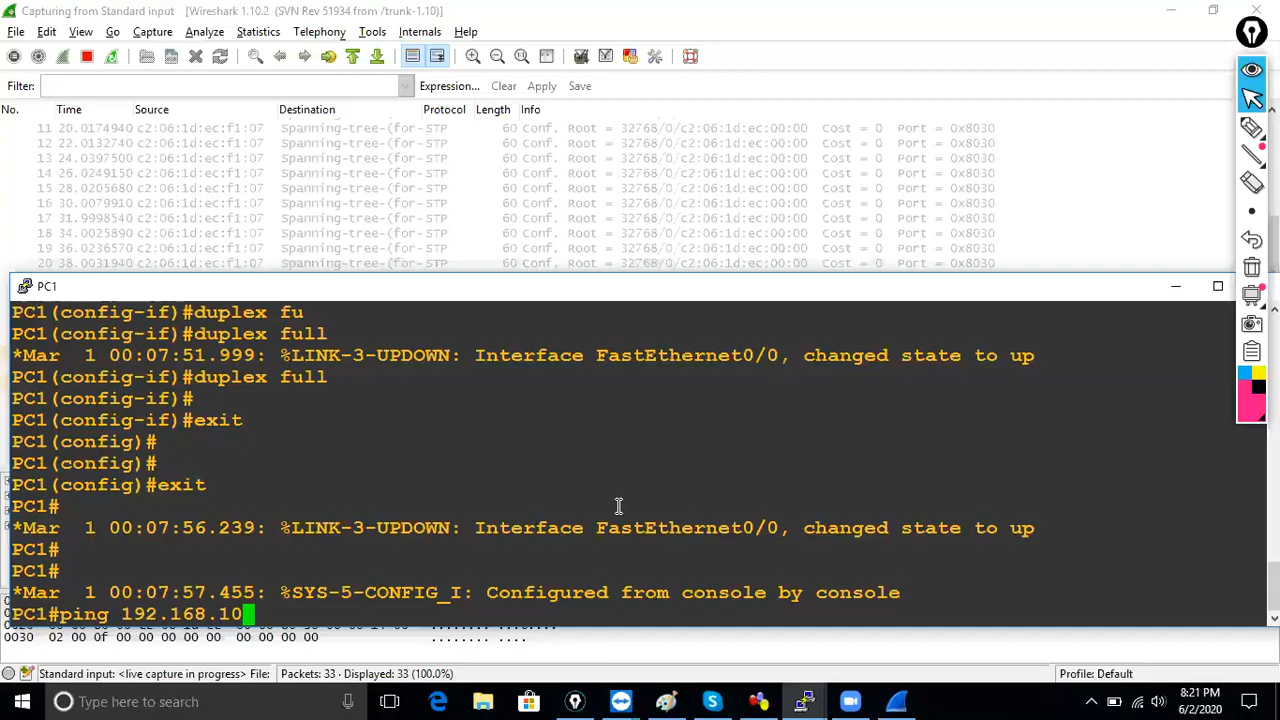 Capturing from Standard input [Wireshark 1.10.2 (SVN Rev 51934 from /trunk-1.10)]
File Edit View Go Capture Analyze Statistics Telephony Tools Internals Help
Filter: Expression... Clear Apply Save
No. Time Source Destination Protocol Length Info
11 20.0174940 c2:06:1d:ec:f1:07 Spanning-tree-(for- STP 60 Conf. Root = 32768/0/c2:06:1d:ec:00:00 Cost = 0 Port = 0x8030
12 22.0132740 c2:06:1d:ec:f1:07 Spanning-tree-(for- STP 60 Conf. Root = 32768/0/c2:06:1d:ec:00:00 Cost = 0 Port = 0x8030
13 24.0397500 c2:06:1d:ec:f1:07 Spanning-tree-(for- STP 60 Conf. Root = 32768/0/c2:06:1d:ec:00:00 Cost = 0 Port = 0x8030
14 26.0249150 c2:06:1d:ec:f1:07 Spanning-tree-(for- STP 60 Conf. Root = 32768/0/c2:06:1d:ec:00:00 Cost = 0 Port = 0x8030
15 28.0205680 c2:06:1d:ec:f1:07 Spanning-tree-(for- STP 60 Conf. Root = 32768/0/c2:06:1d:ec:00:00 Cost = 0 Port = 0x8030
16 30.0079910 c2:06:1d:ec:f1:07 Spanning-tree-(for- STP 60 Conf. Root = 32768/0/c2:06:1d:ec:00:00 Cost = 0 Port = 0x8030
17 31.9998540 c2:06:1d:ec:f1:07 Spanning-tree-(for- STP 60 Conf. Root = 32768/0/c2:06:1d:ec:00:00 Cost = 0 Port = 0x8030
18 34.0025890 c2:06:1d:ec:f1:07 Spanning-tree-(for- STP 60 Conf. Root = 32768/0/c2:06:1d:ec:00:00 Cost = 0 Port = 0x8030
19 36.0236570 c2:06:1d:ec:f1:07 Spanning-tree-(for- STP 60 Conf. Root = 32768/0/c2:06:1d:ec:00:00 Cost = 0 Port = 0x8030
20 38.0031940 c2:06:1d:ec:f1:07 Spanning-tree-(for- STP 60 Conf. Root = 32768/0/c2:06:1d:ec:00:00 Cost = 0 Port = 0x8030
PC1
PC1(config-if)#duplex fu
PC1(config-if)#duplex full
*Mar 1 00:07:51.999: %LINK-3-UPDOWN: Interface FastEthernet0/0, changed state to up
PC1(config-if)#duplex full
PC1(config-if)#
PC1(config-if)#exit
PC1(config)#
PC1(config)#
PC1(config)#exit
PC1#
*Mar 1 00:07:56.239: %LINK-3-UPDOWN: Interface FastEthernet0/0, changed state to up
PC1#
PC1#
*Mar 1 00:07:57.455: %SYS-5-CONFIG_I: Configured from console by console
PC1#ping 192.168.10
0030 02 00 0f 00 00 00 00 00 00 00 00 00 ........ ....
Standard input: <live capture in progress> File: Packets: 33 · Displayed: 33 (100.0%) Profile: Default
Type here to search
8:21 PM
6/2/2020